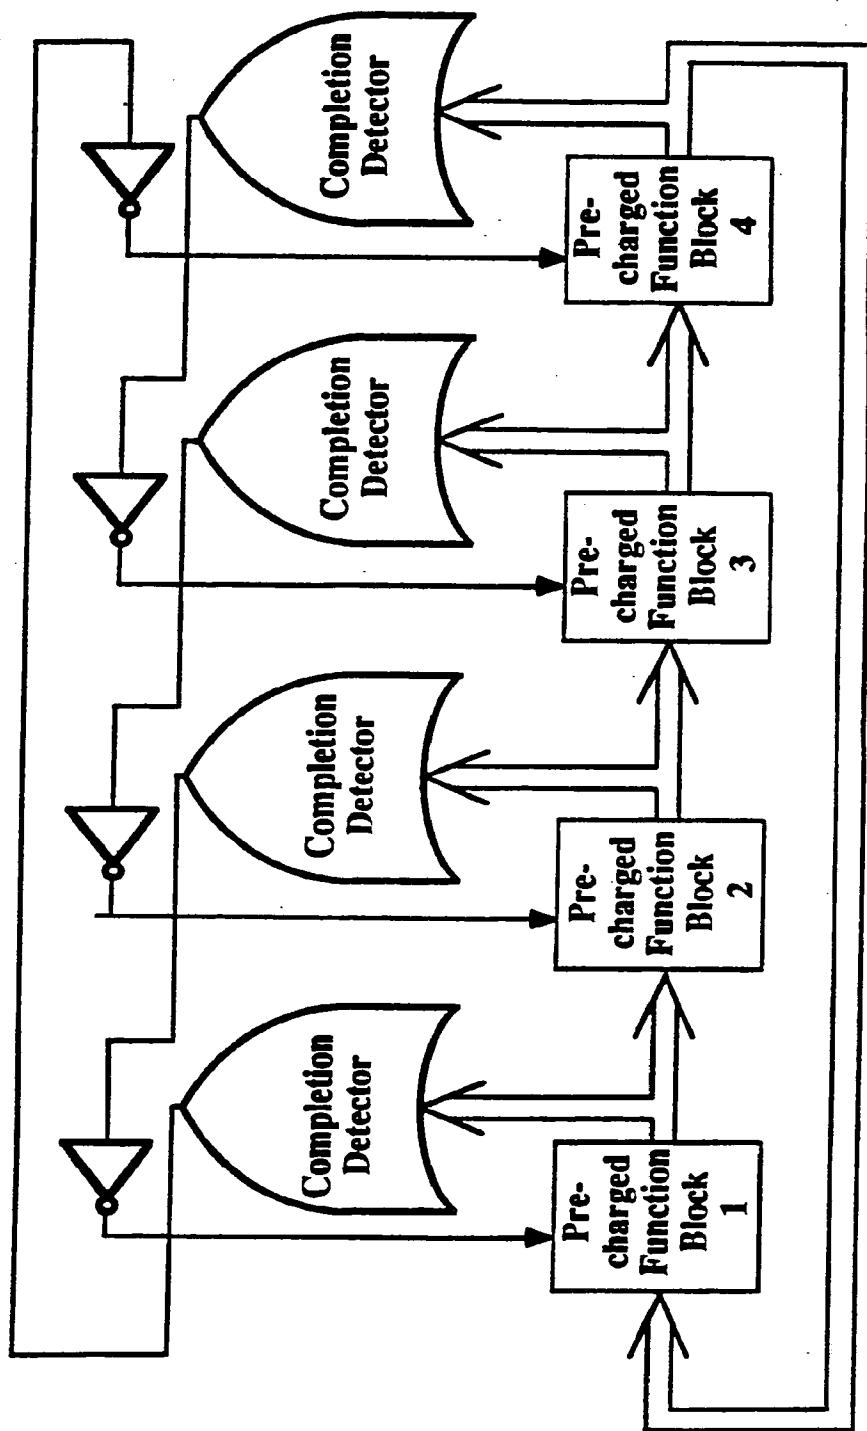 Completion
Detector
Completion
Detector
Completion
Detector
Completion
Detector
Pre-
charged
Function
Block
1
Pre-
charged
Function
Block
2
Pre-
charged
Function
Block
3
Pre-
charged
Function
Block
4